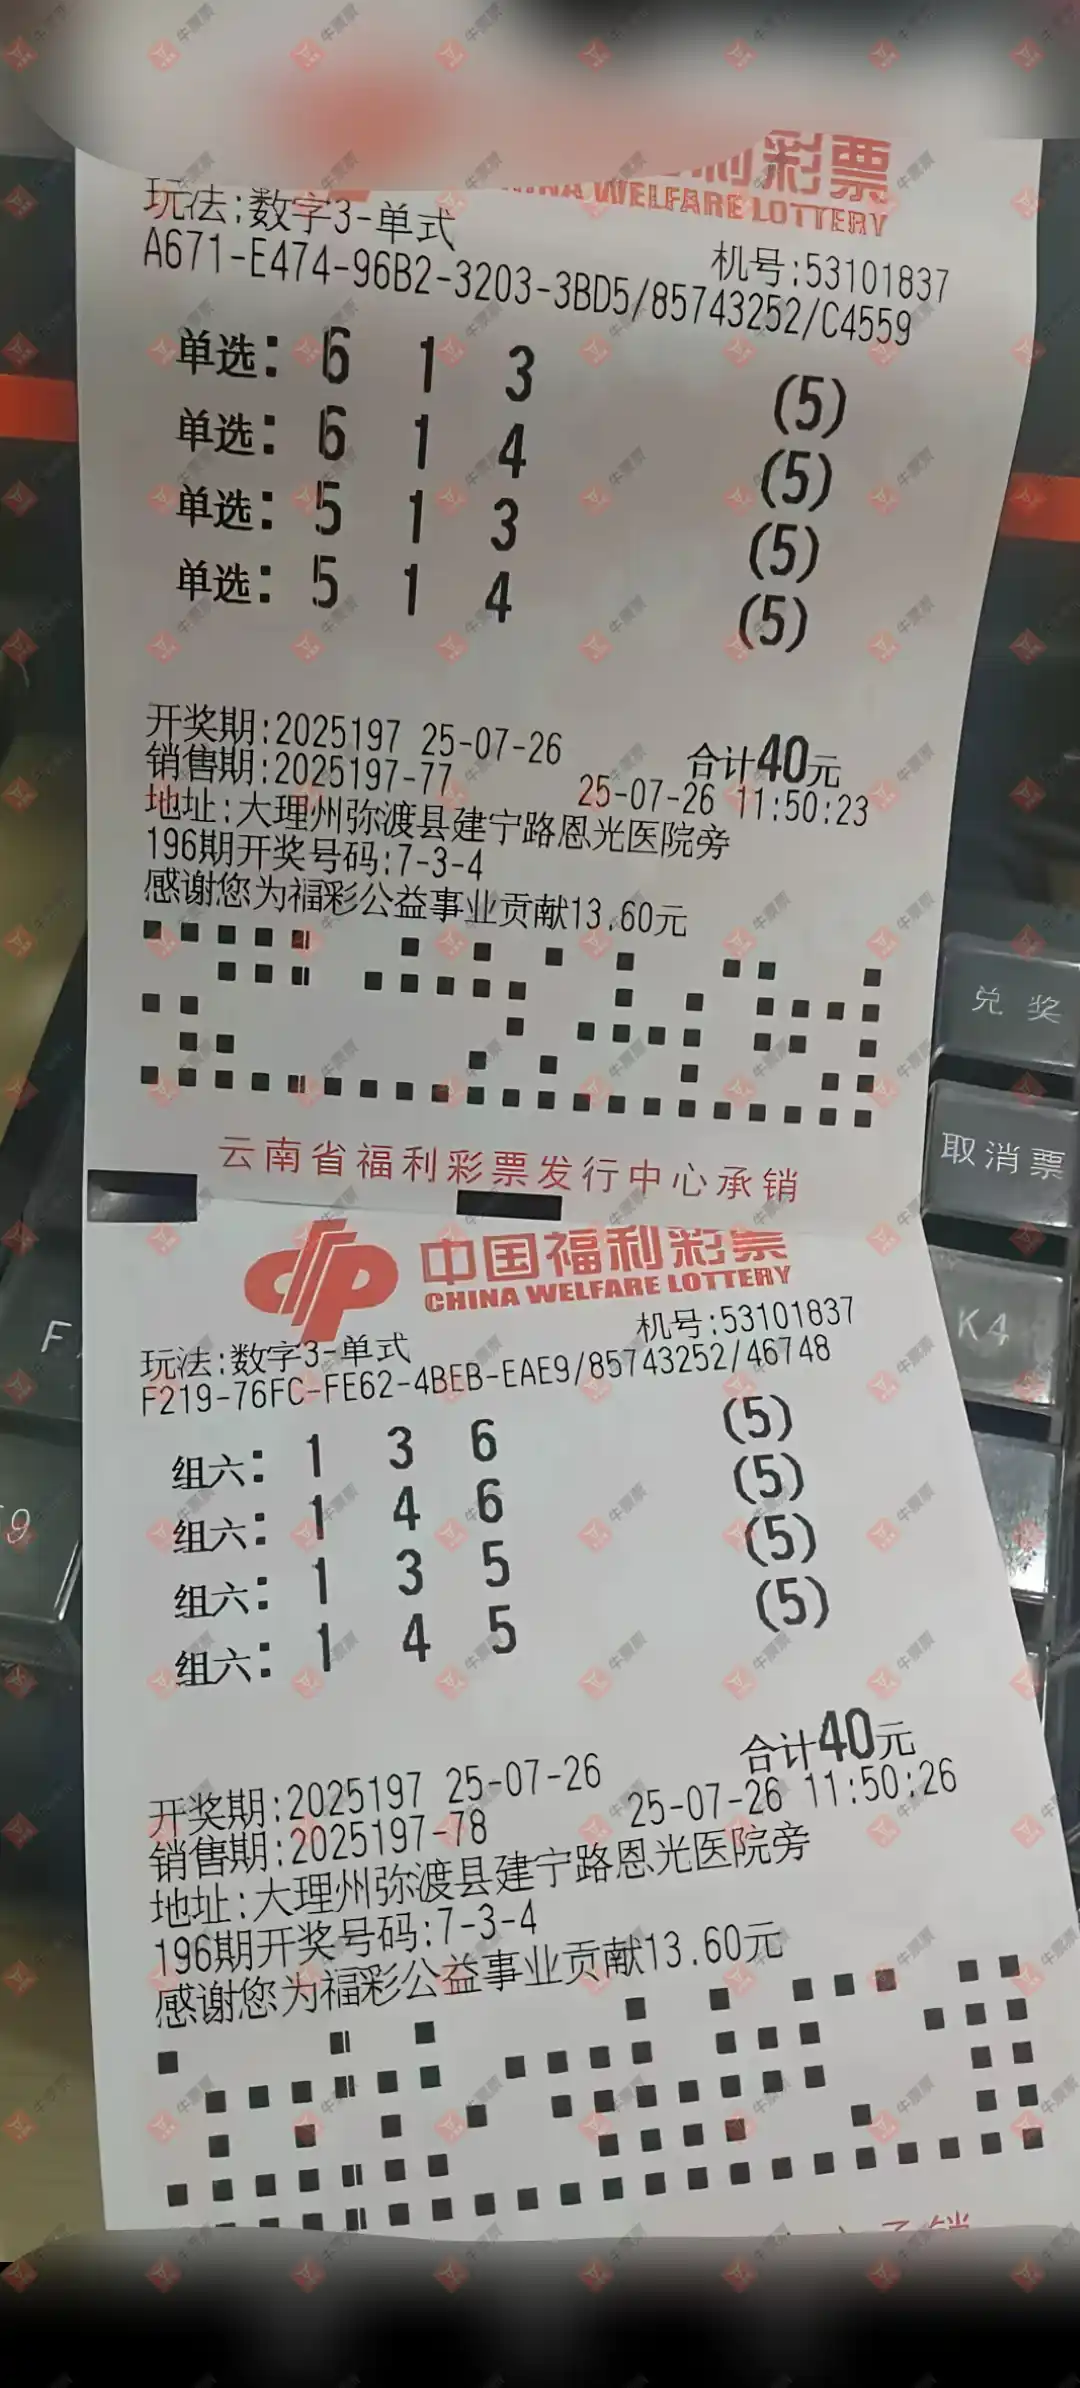 利彩票
CHINA WELFARE LOTTERY
玩法:数字3-单式
机号:53101837
A671-E474-96B2-3203-3BD5/85743252/C4559
单选: 6 1 3 (5)
单选: 6 1 4 (5)
单选: 5 1 3 (5)
单选: 5 1 4 (5)
开奖期:2025197 25-07-26 合计40元
销售期:2025197-77 25-07-26 11:50:23
地址:大理州弥渡县建宁路恩光医院旁
196期开奖号码:7-3-4
感谢您为福彩公益事业贡献13.60元
云南省福利彩票发行中心承销
中国福利彩票
CHINA WELFARE LOTTERY
机号:53101837
玩法:数字3-单式
F219-76FC-FE62-4BEB-EAE9/85743252/46748
组六: 1 3 6 (5)
组六: 1 4 6 (5)
组六: 1 3 5 (5)
组六: 1 4 5 (5)
合计40元
开奖期:2025197 25-07-26
销售期:2025197-78 25-07-26 11:50:26
地址:大理州弥渡县建宁路恩光医院旁
196期开奖号码:7-3-4
感谢您为福彩公益事业贡献13.60元
兑奖
取消票
K4
F
9
牛票票